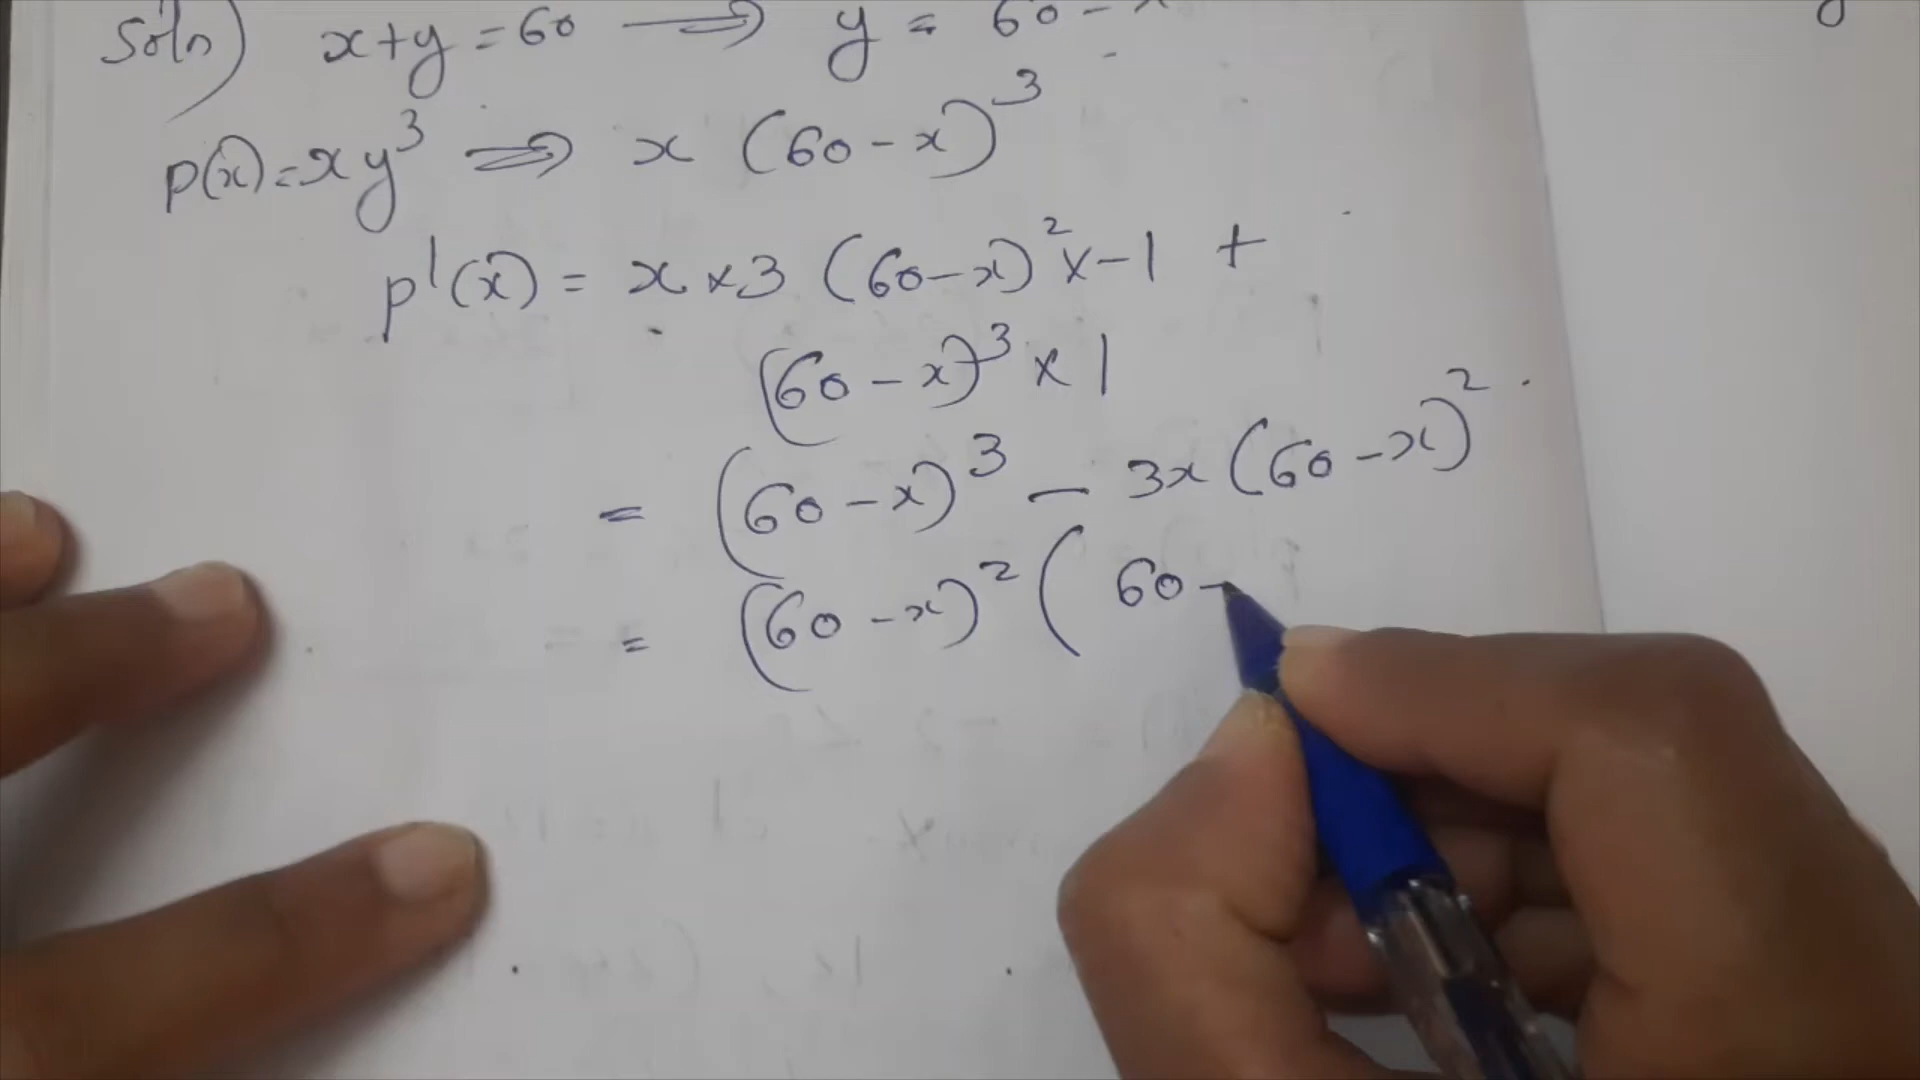 Soln) x+y=60 ⟶ y = 60-x
p(x)=xy³ ⟹ x (60-x)³
p'(x) = x×3 (60-x)²x-1 +
(60-x)³ x 1
= (60-x)³ - 3x(60-x)²
= (60-x)² ( 60-